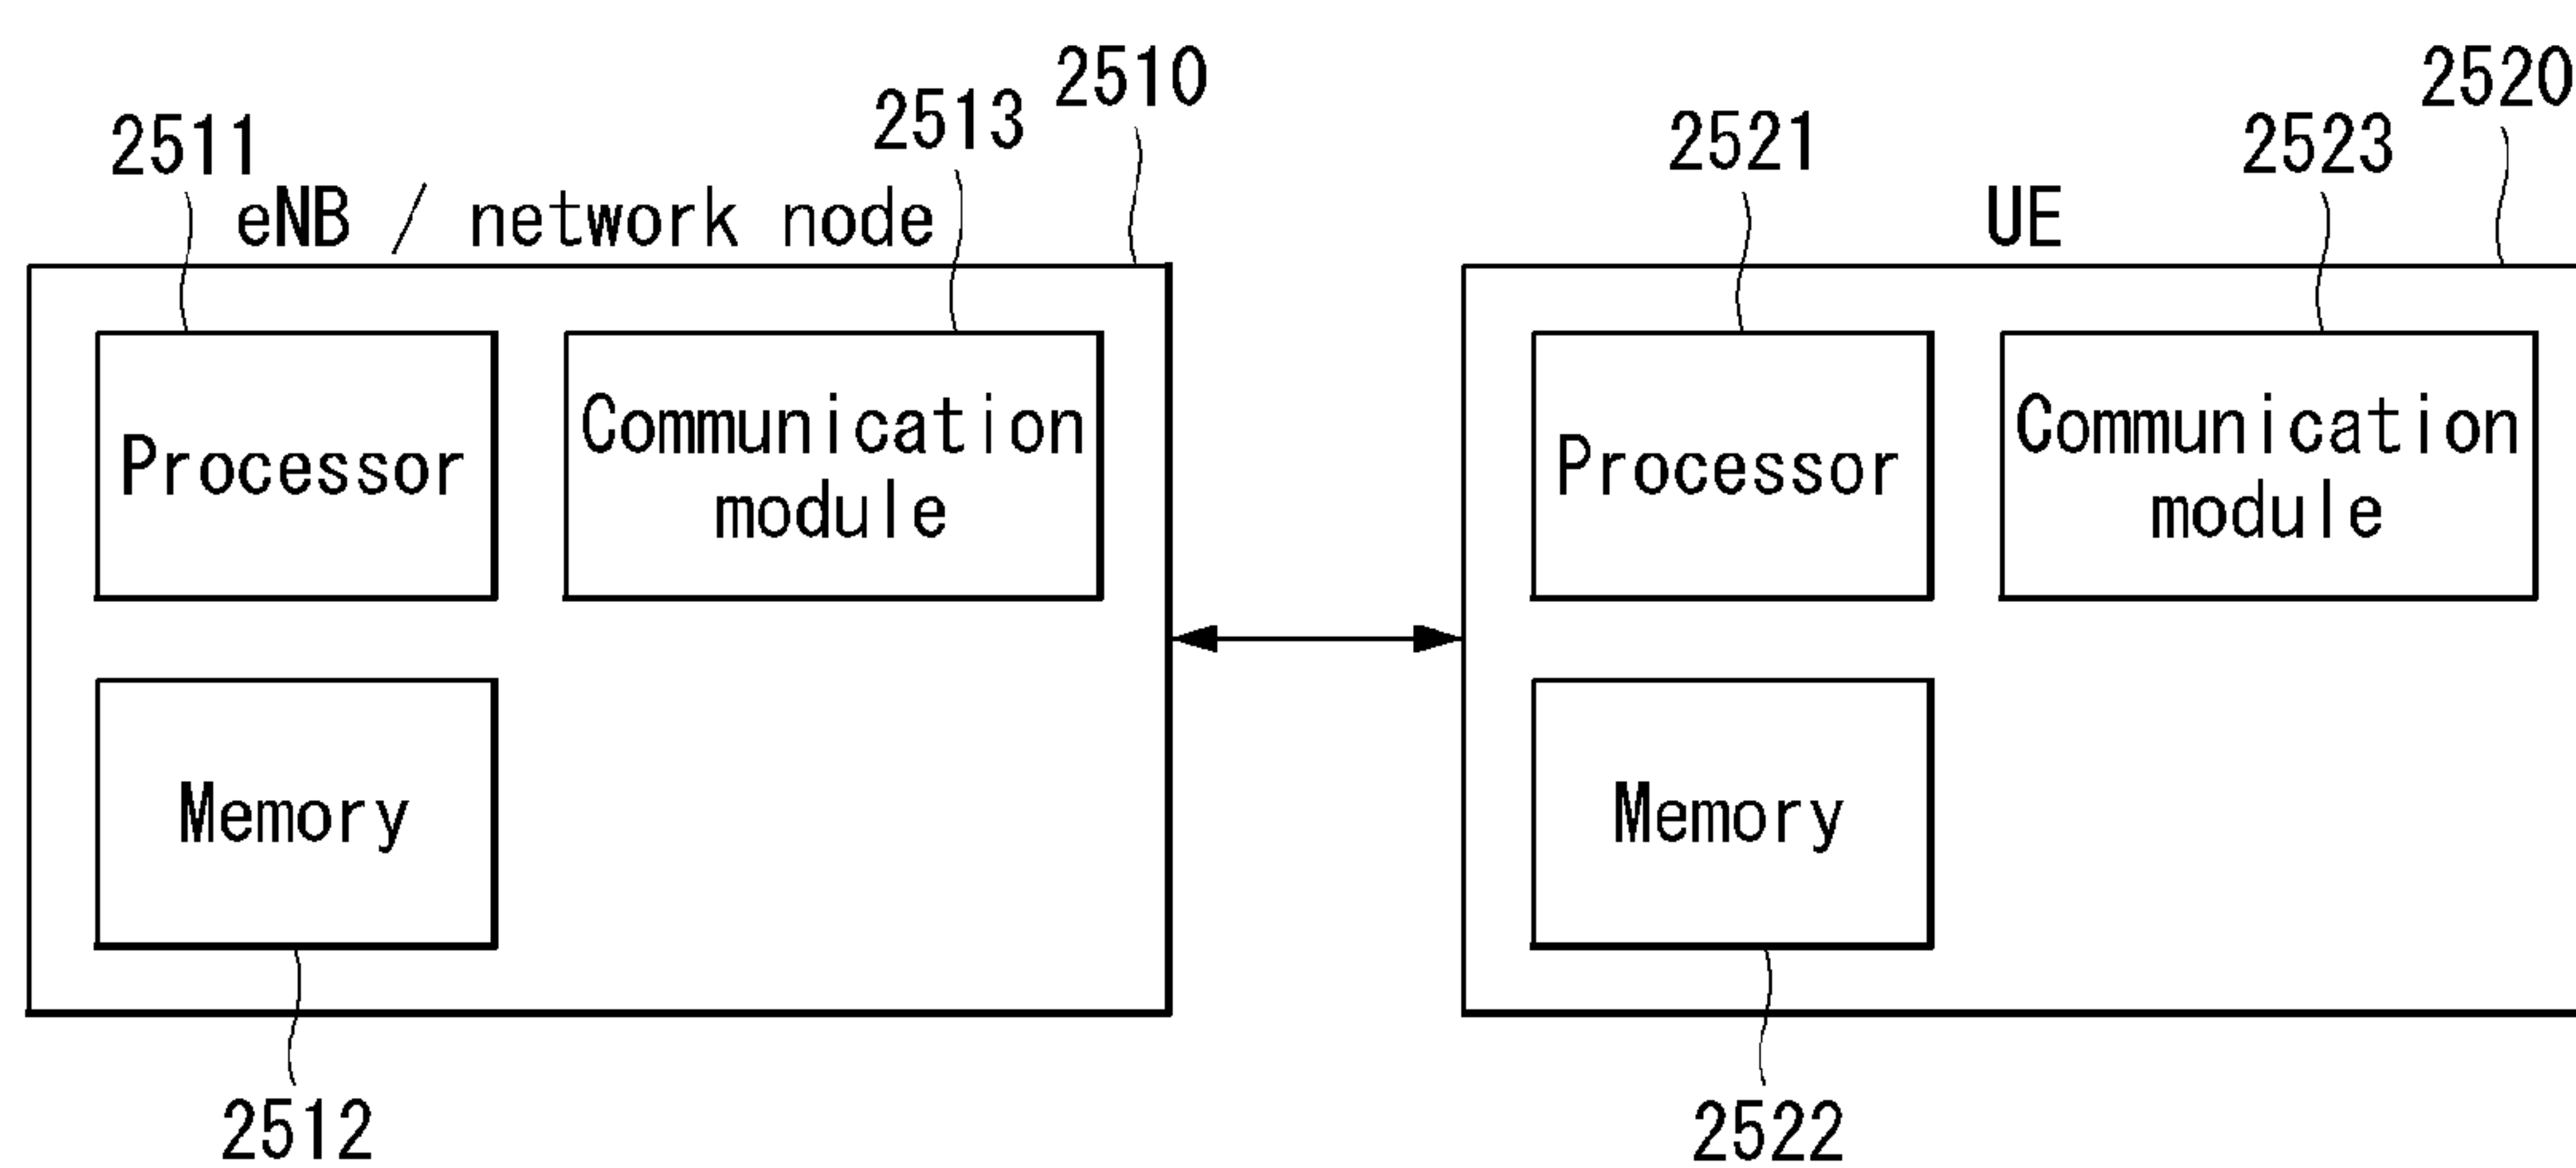 2510
2520
2513
2511
2521
2523
eNB / network node
UE
Processor
Communication
module
Processor
Communication
module
Memory
Memory
2512
2522